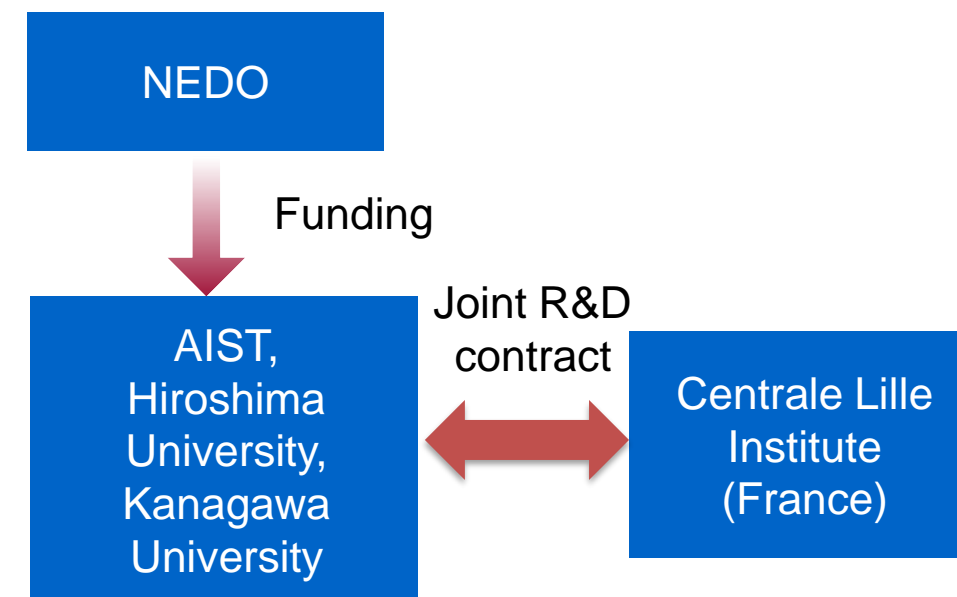 NEDO
Funding
Joint R&D
contract
AIST,
Hiroshima
University,
Kanagawa
University
Centrale Lille
Institute
(France)